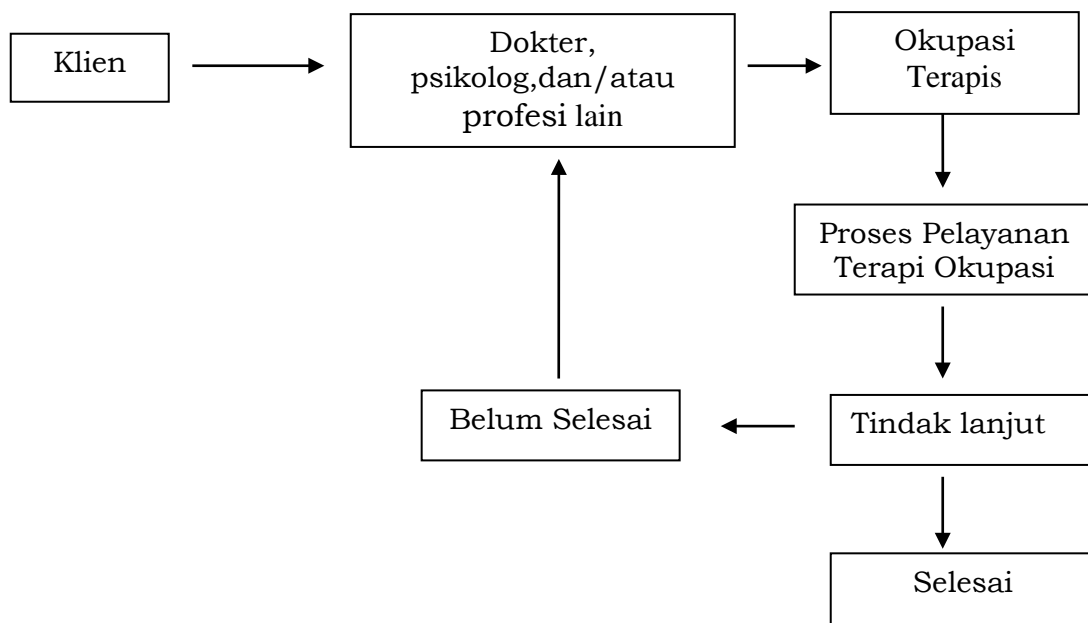 Klien
Dokter,
psikolog,dan/atau
profesi lain
Okupasi
Terapis
Proses Pelayanan
Terapi Okupasi
Belum Selesai
Tindak lanjut
Selesai